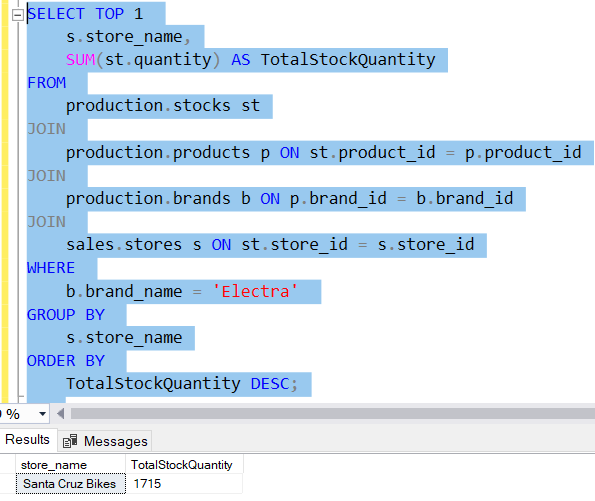 SELECT TOP 1
s.store_name,
SUM(st.quantity) AS TotalStockQuantity
FROM
production.stocks st
JOIN
production.products p ON st.product_id = p.product_id
JOIN
production.brands b ON p.brand_id = b.brand_id
JOIN
sales.stores s ON st.store_id = s.store_id
WHERE
b.brand_name = 'Electra'
GROUP BY
s.store_name
ORDER BY
TotalStockQuantity DESC;
%
Results Messages
store_name TotalStockQuantity
Santa Cruz Bikes 1715